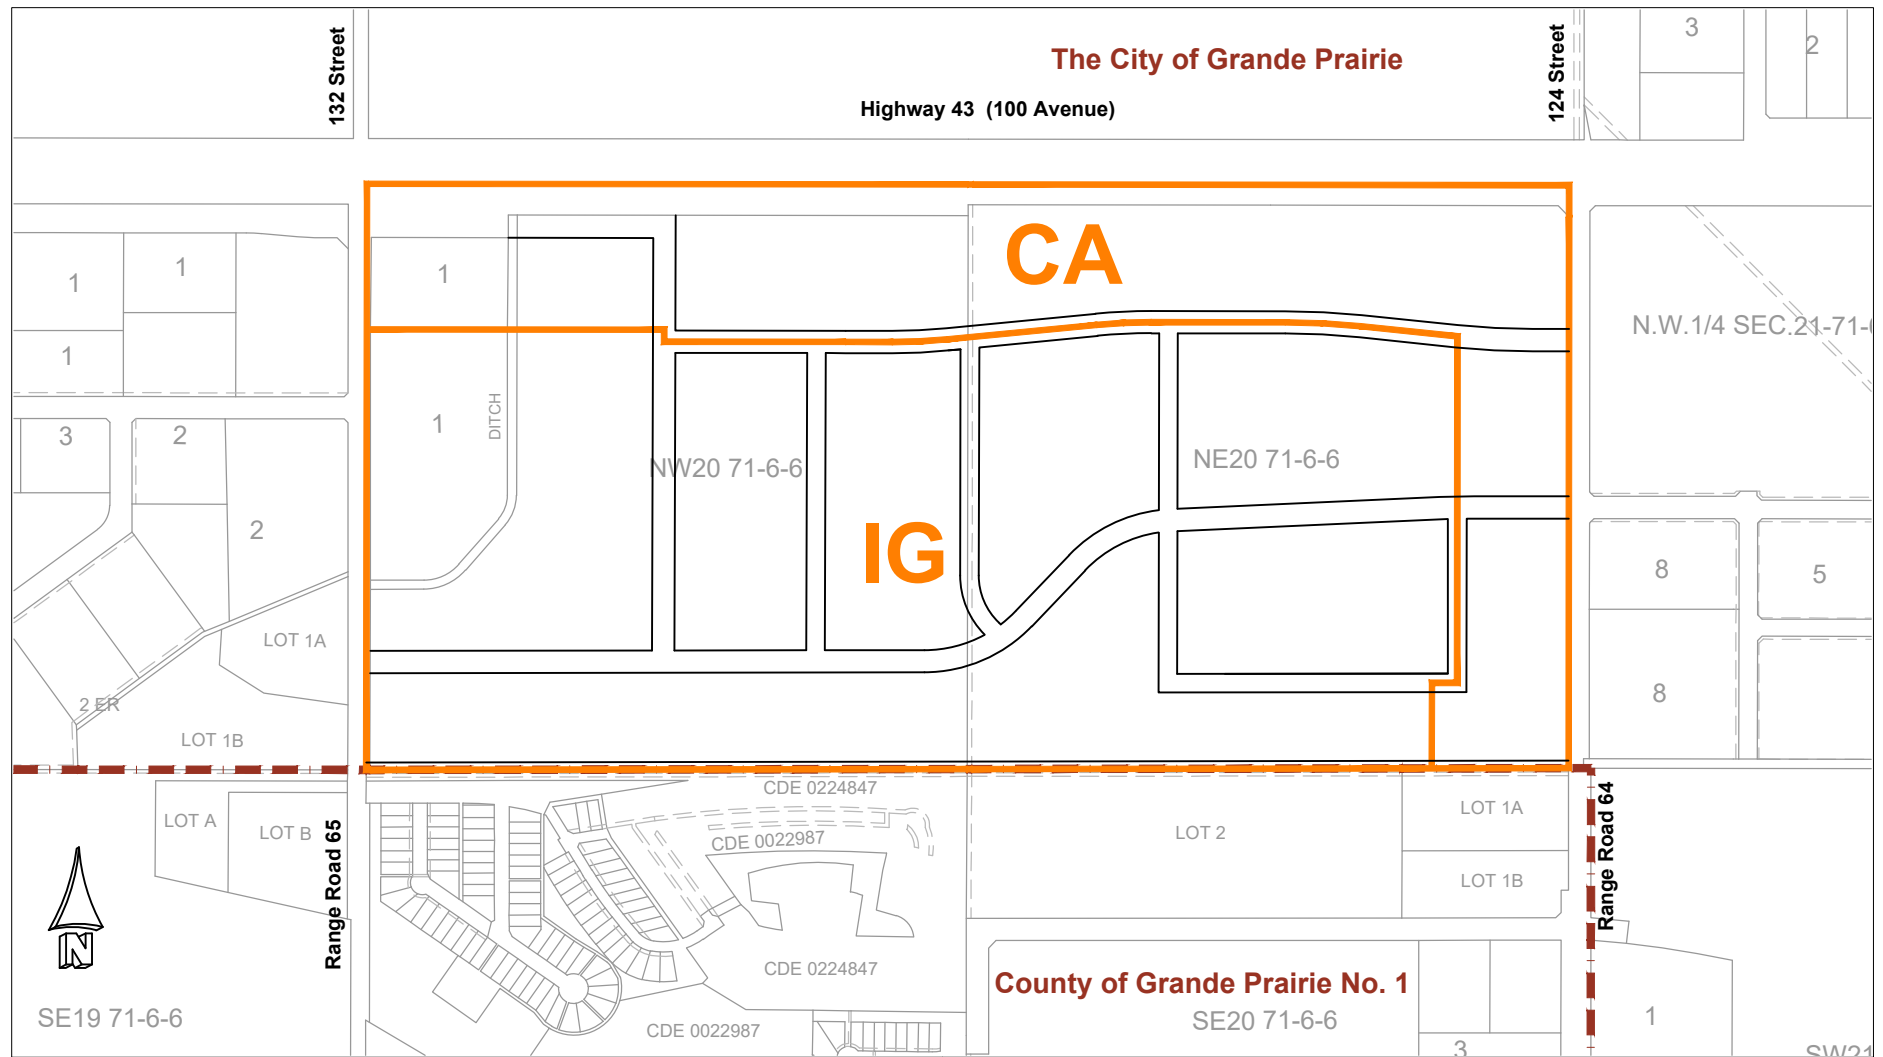 3
2
The City of Grande Prairie
132 Street
124 Street
Highway 43 (100 Avenue)
CA
1
1
1
N.W.1/4 SEC.21-71-
1
3
2
1
DITCH
NW20 71-6-6
NE20 71-6-6
2
IG
8
5
LOT 1A
2 ER
8
LOT 1B
CDE 0224847
LOT A
LOT B
LOT 2
LOT 1A
CDE 0022987
Range Road 65
Range Road 64
LOT 1B
N
CDE 0224847
County of Grande Prairie No. 1
SE19 71-6-6
CDE 0022987
SE20 71-6-6
1
3
SW21